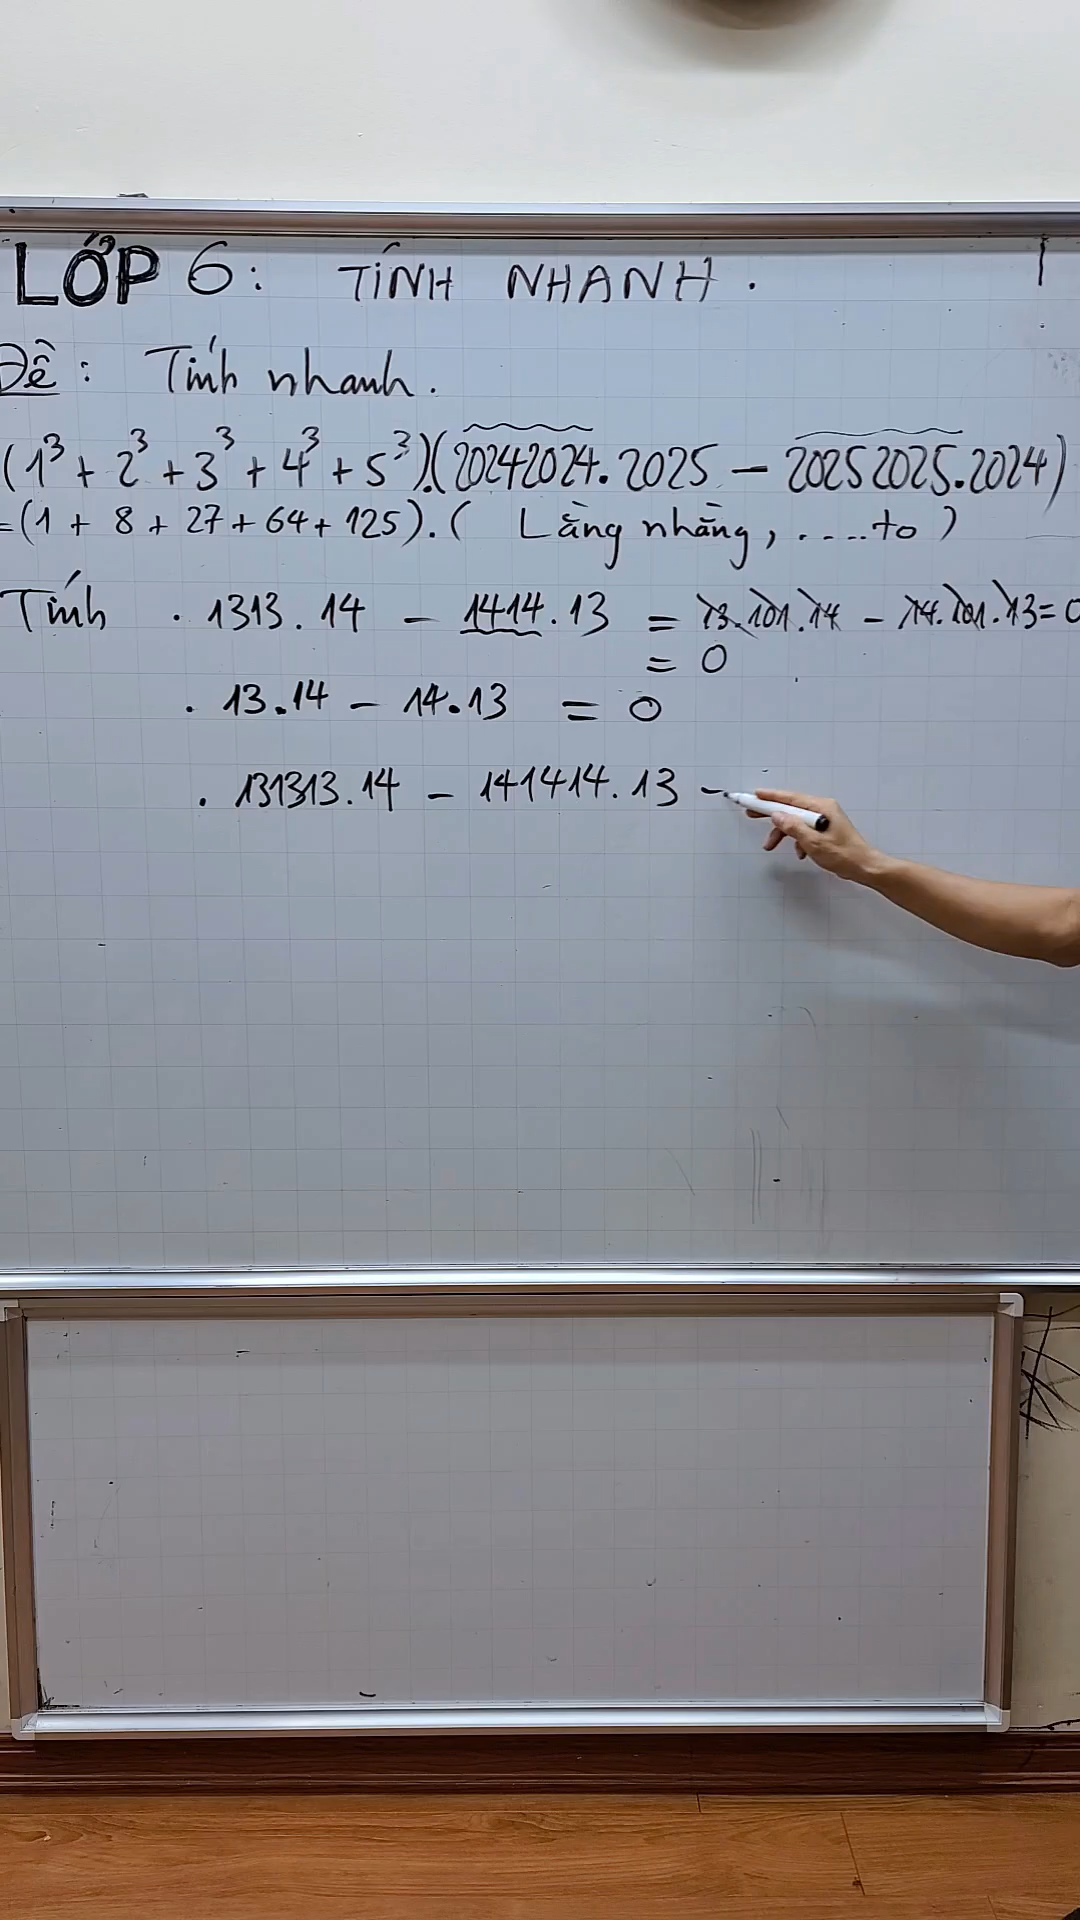 LỚP 6: TÍNH NHANH.
Đề: Tính nhanh.
(1³ + 2³ + 3³ + 4³ + 5³).(20242024.2025 − 20252025.2024)
=(1 + 8 + 27 + 64 + 125).( Lằng nhằng, .... to )
Tính . 1313.14 − 1414.13 = 13.101.14 − 14.101.13 = 0
= 0
. 13.14 − 14.13 = 0
. 131313.14 − 141414.13 −